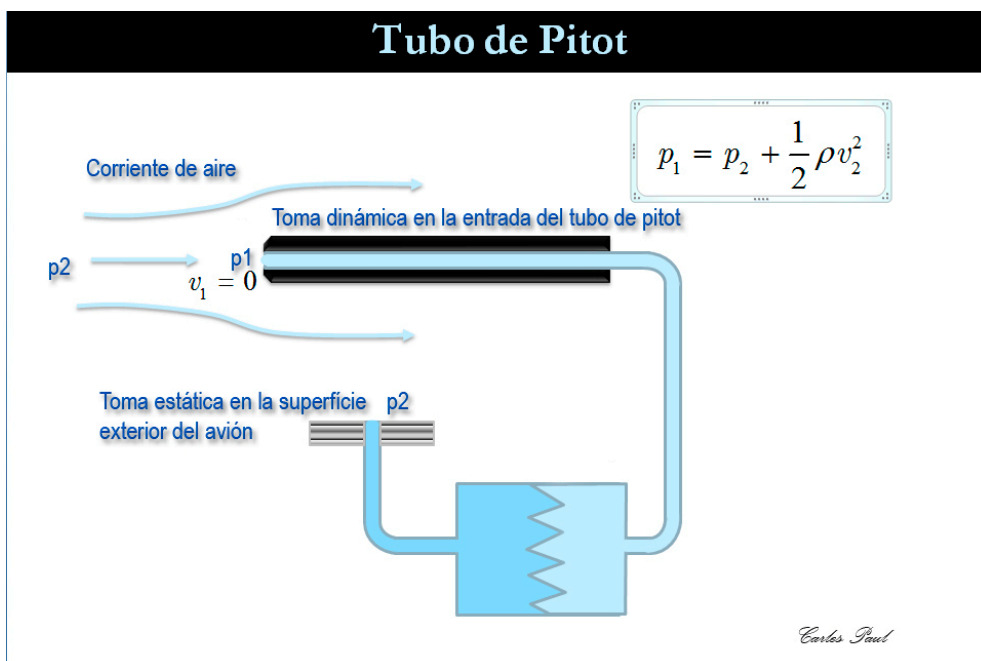 Tubo de Pitot
p₁ = p₂ + 1/2 ρv₂²
Corriente de aire
Toma dinámica en la entrada del tubo de pitot
p2
p1
v₁ = 0
Toma estática en la superfície p2
exterior del avión
Carles Paul